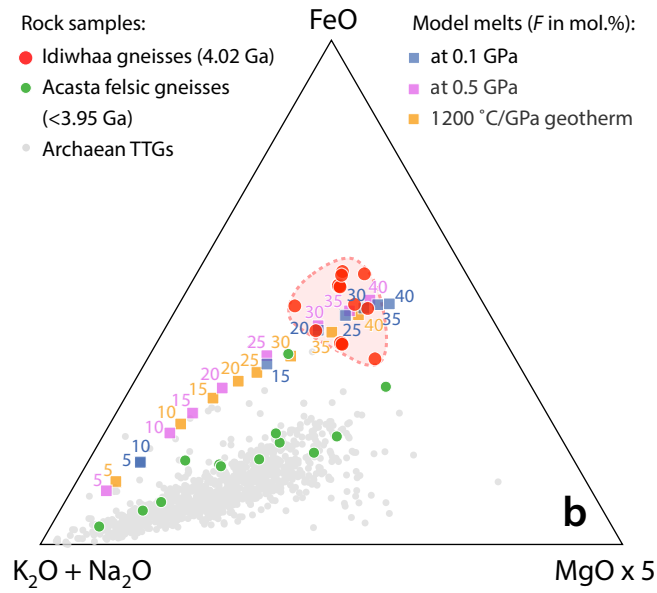 Rock samples:
Idiwhaa gneisses (4.02 Ga)
Acasta felsic gneisses
(<3.95 Ga)
Archaean TTGs
FeO
Model melts (F in mol.%):
at 0.1 GPa
at 0.5 GPa
1200 ˚C/GPa geotherm
40
35
30
40
30
35
20
25
40
35
25
30
35
25
20
15
20
15
15
10
10
10
5
5
5
b
K2O + Na2O
MgO x 5